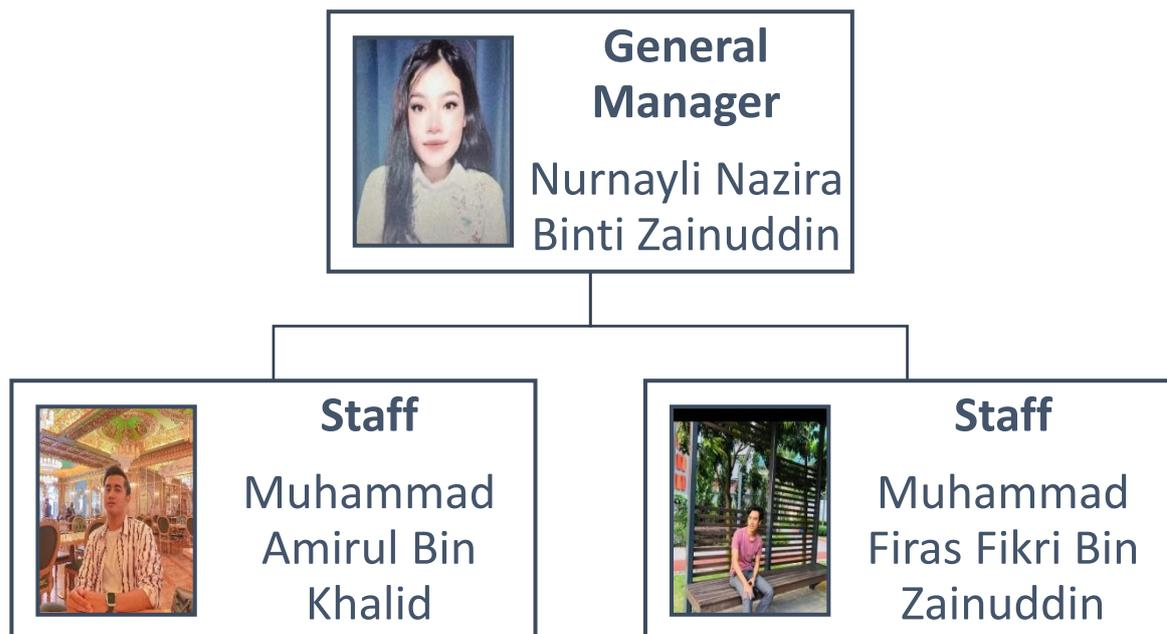 General
Manager
Nurnayli Nazira
Binti Zainuddin
Staff
Muhammad
Amirul Bin
Khalid
Staff
Muhammad
Firas Fikri Bin
Zainuddin